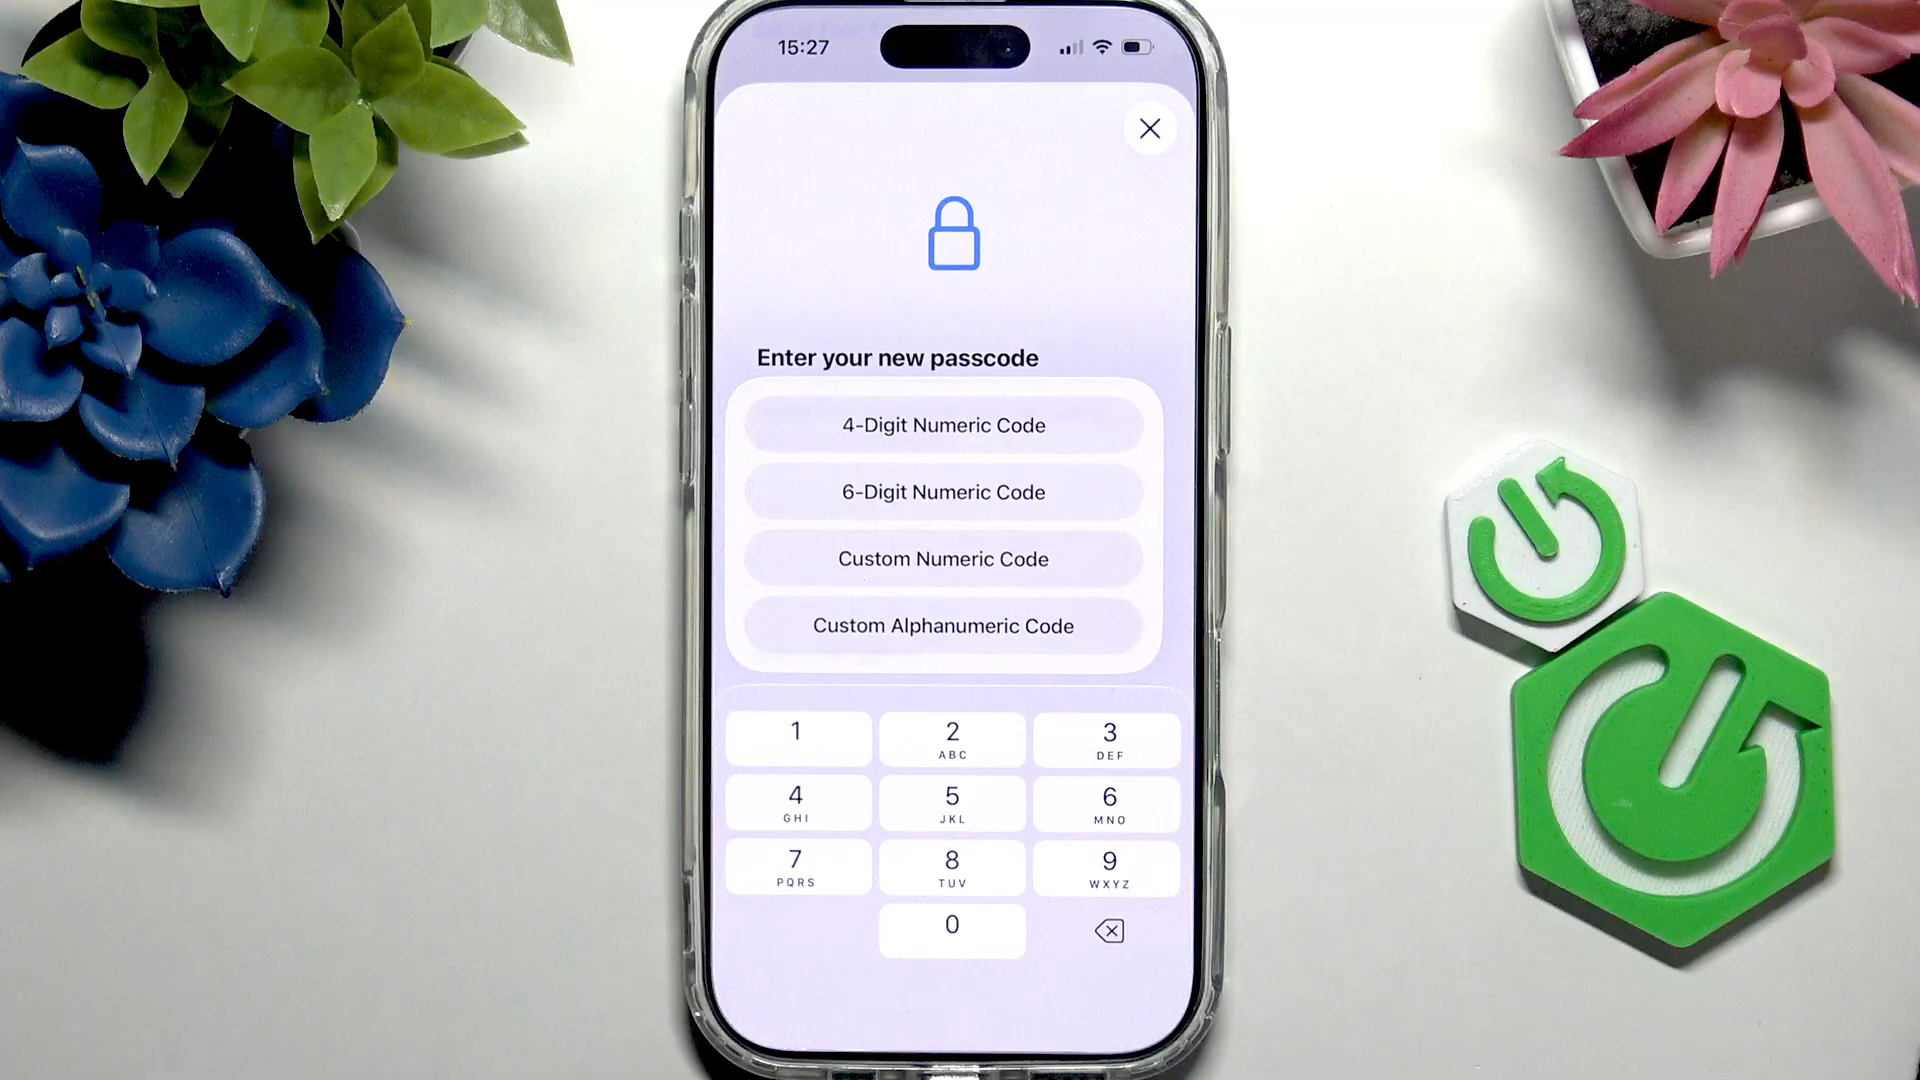 15:27
Enter your new passcode
4-Digit Numeric Code
6-Digit Numeric Code
Custom Numeric Code
Custom Alphanumeric Code
1 2 3
ABC DEF
4 5 6
GHI JKL MNO
7 8 9
PQRS TUV WXYZ
0